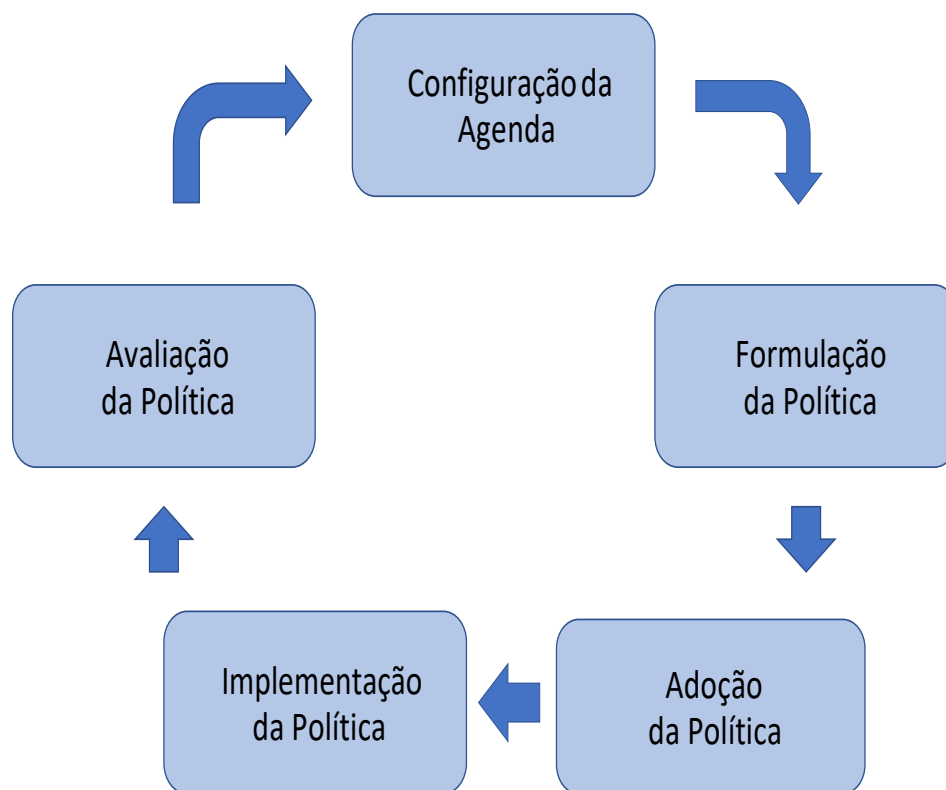 Configuração da
Agenda
Formulação
da Política
Adoção
da Política
Implementação
da Política
Avaliação
da Política